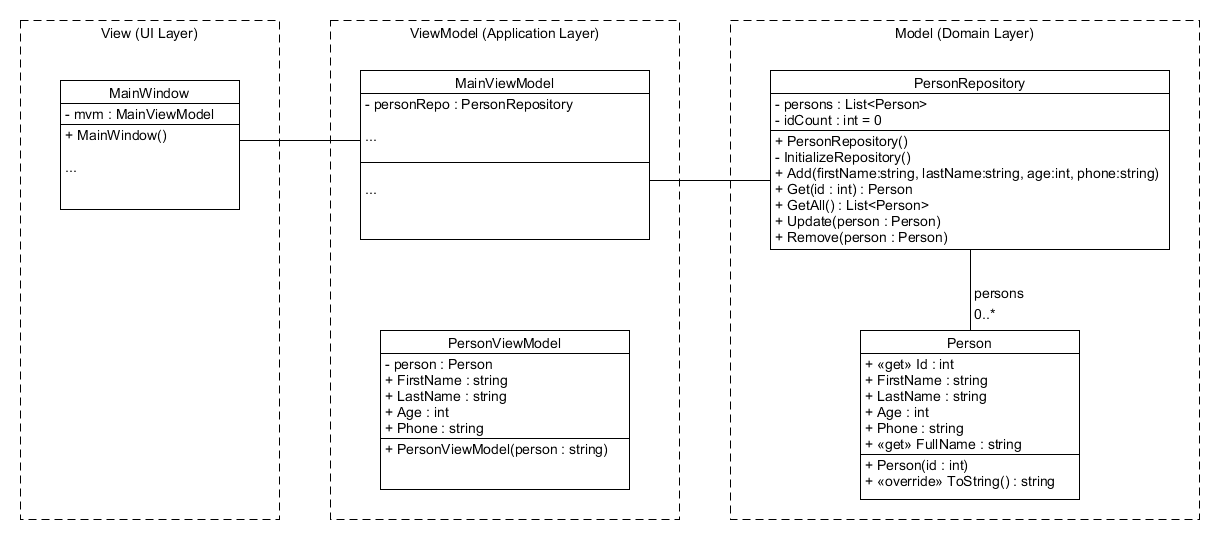 View (UI Layer)
MainWindow
- mvm : MainViewModel
+ MainWindow()
...
ViewModel (Application Layer)
MainViewModel
- personRepo : PersonRepository
...
...
PersonViewModel
- person : Person
+ FirstName : string
+ LastName : string
+ Age : int
+ Phone : string
+ PersonViewModel(person : string)
Model (Domain Layer)
PersonRepository
- persons : List<Person>
- idCount : int = 0
+ PersonRepository()
- InitializeRepository()
+ Add(firstName:string, lastName:string, age:int, phone:string)
+ Get(id : int) : Person
+ GetAll() : List<Person>
+ Update(person : Person)
+ Remove(person : Person)
persons
0..*
Person
+ «get» Id : int
+ FirstName : string
+ LastName : string
+ Age : int
+ Phone : string
+ «get» FullName : string
+ Person(id : int)
+ «override» ToString() : string